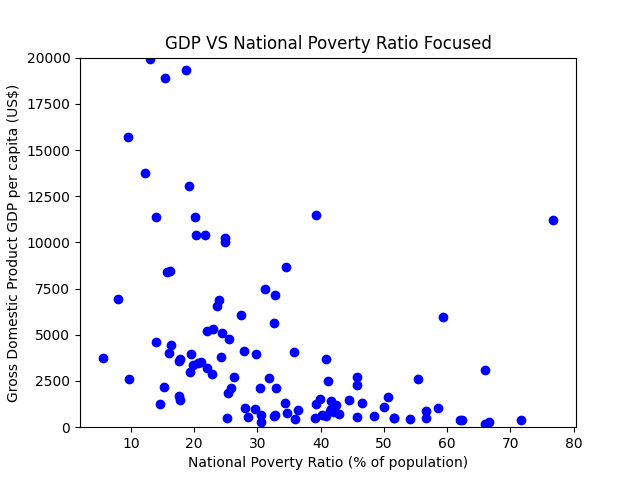 GDP VS National Poverty Ratio Focused
20000
17500
15000
12500
10000
7500
5000
2500
0
Gross Domestic Product GDP per capita (US$)
10 20 30 40 50 60 70 80
National Poverty Ratio (% of population)